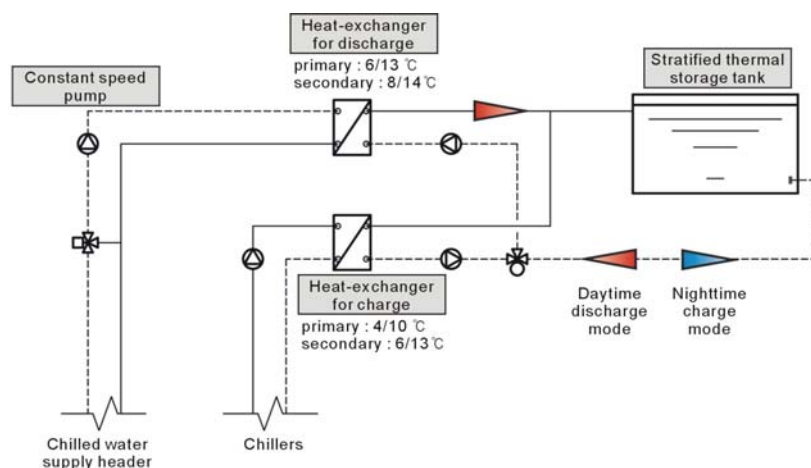 Heat-exchanger
for discharge
primary : 6/13 ℃
secondary : 8/14℃
Constant speed
pump
Stratified thermal
storage tank
Heat-exchanger
for charge
primary : 4/10 ℃
secondary : 6/13℃
Daytime
discharge
mode
Nighttime
charge
mode
Chilled water
supply header
Chillers